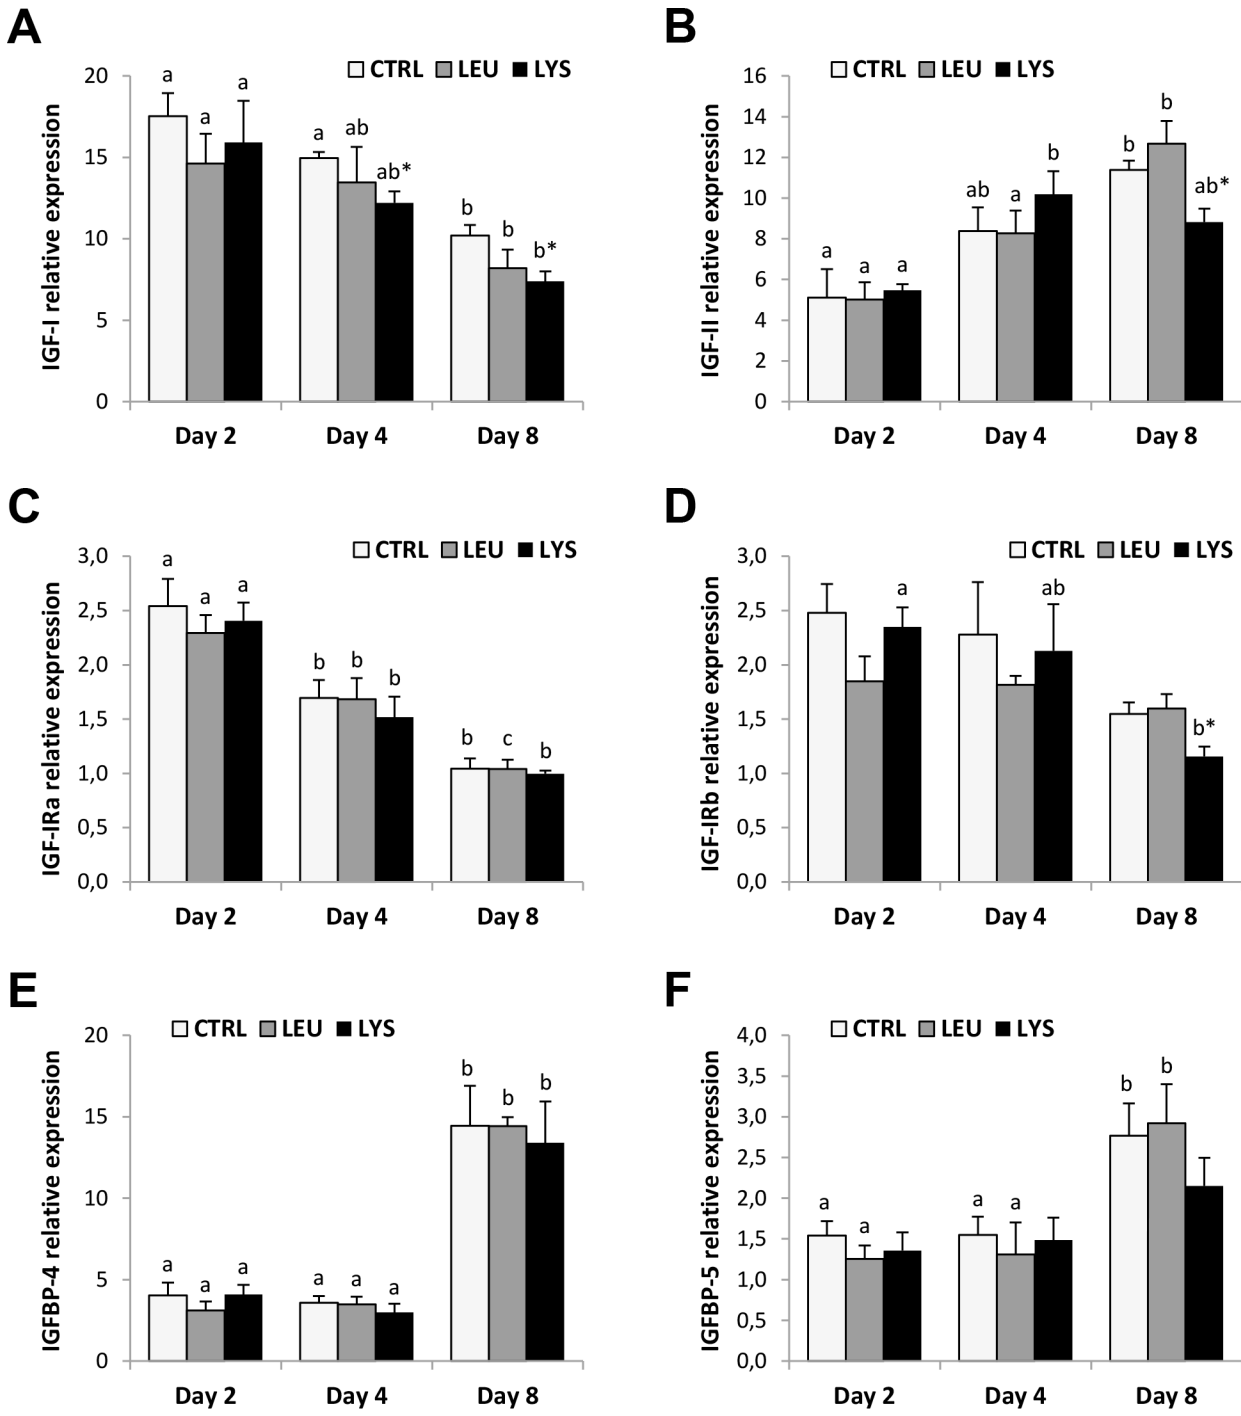 A
CTRL LEU LYS
IGF-I relative expression
20
15
10
5
0
a a a
a ab ab*
b b b*
Day 2 Day 4 Day 8
B
CTRL LEU LYS
IGF-II relative expression
16
14
12
10
8
6
4
2
0
a a a
ab a b
b b ab*
Day 2 Day 4 Day 8
C
CTRL LEU LYS
IGF-IRa relative expression
3,0
2,5
2,0
1,5
1,0
0,5
0,0
a a a
b b b
b c b
Day 2 Day 4 Day 8
D
CTRL LEU LYS
IGF-IRb relative expression
3,0
2,5
2,0
1,5
1,0
0,5
0,0
a
ab
b*
Day 2 Day 4 Day 8
E
CTRL LEU LYS
IGFBP-4 relative expression
20
15
10
5
0
a a a
a a a
b b b
Day 2 Day 4 Day 8
F
CTRL LEU LYS
IGFBP-5 relative expression
4,0
3,5
3,0
2,5
2,0
1,5
1,0
0,5
0,0
a a
a a
b b
Day 2 Day 4 Day 8